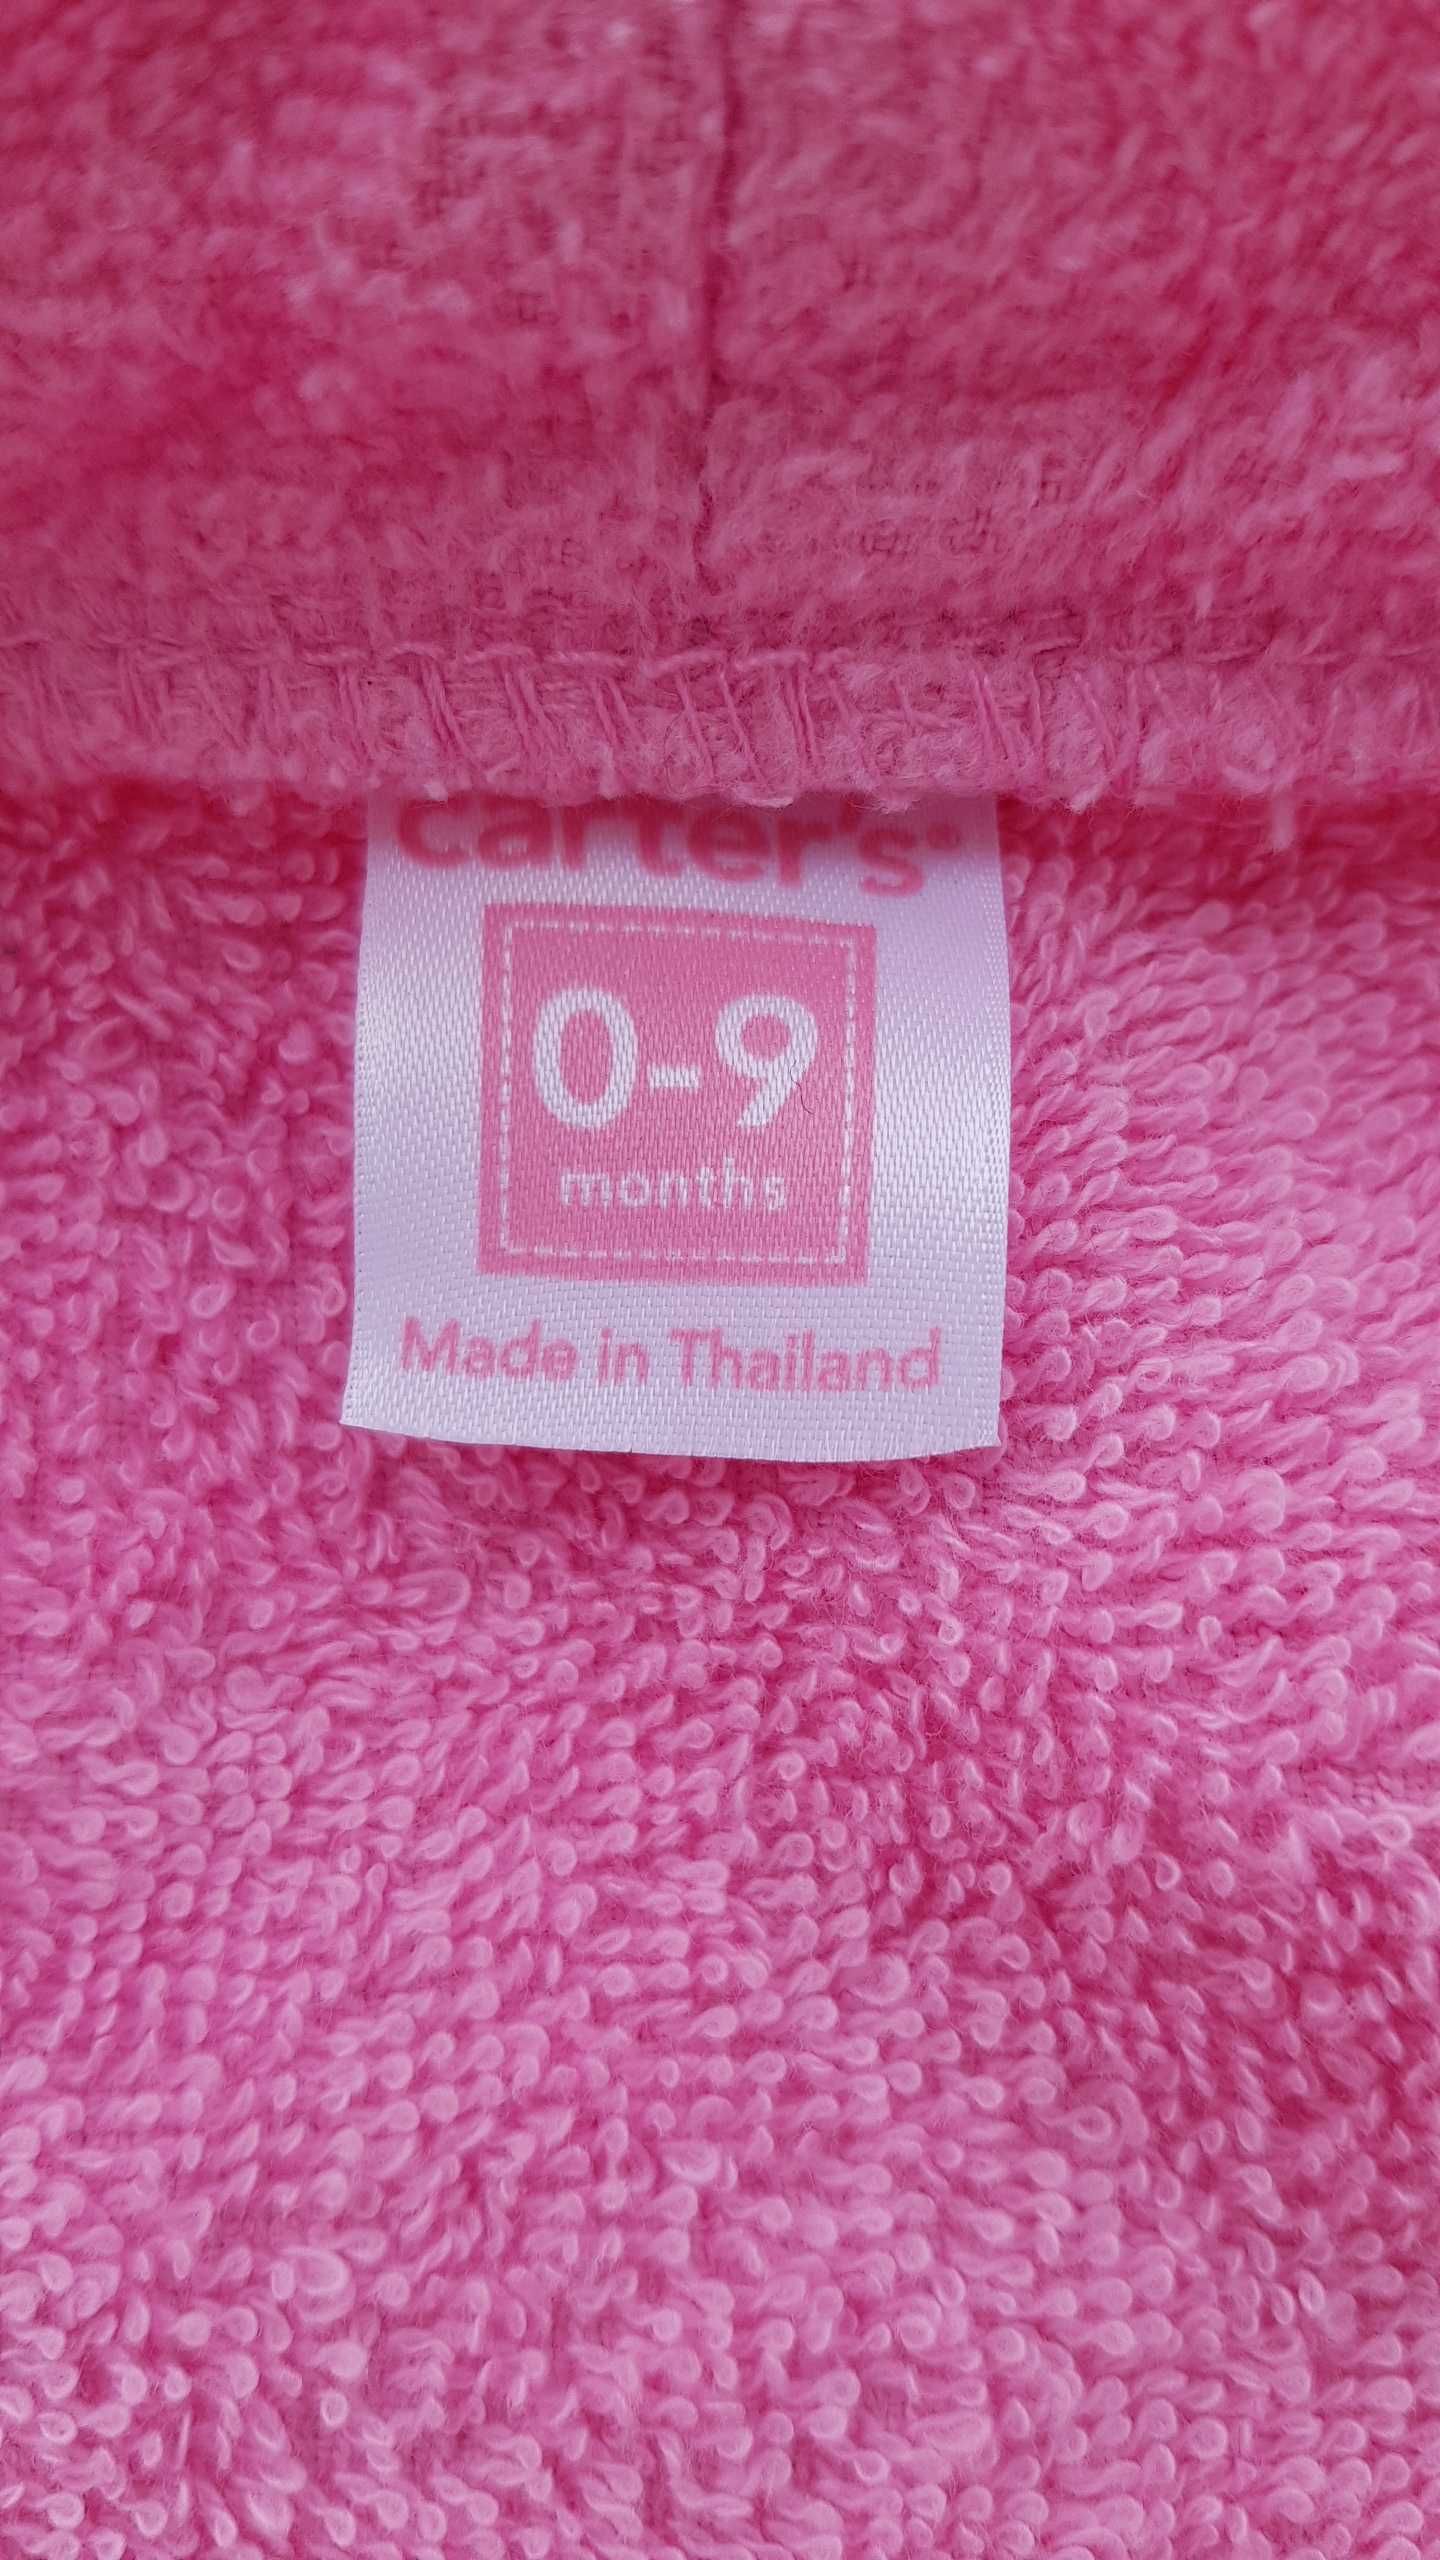 carter's®
0-9
months
Made in Thailand